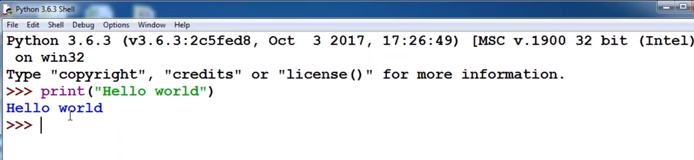 Python 3.6.3 Shell
File Edit Shell Debug Options Window Help
Python 3.6.3 (v3.6.3:2c5fed8, Oct  3 2017, 17:26:49) [MSC v.1900 32 bit (Intel)
on win32
Type "copyright", "credits" or "license()" for more information.
>>> print("Hello world")
Hello world
>>>